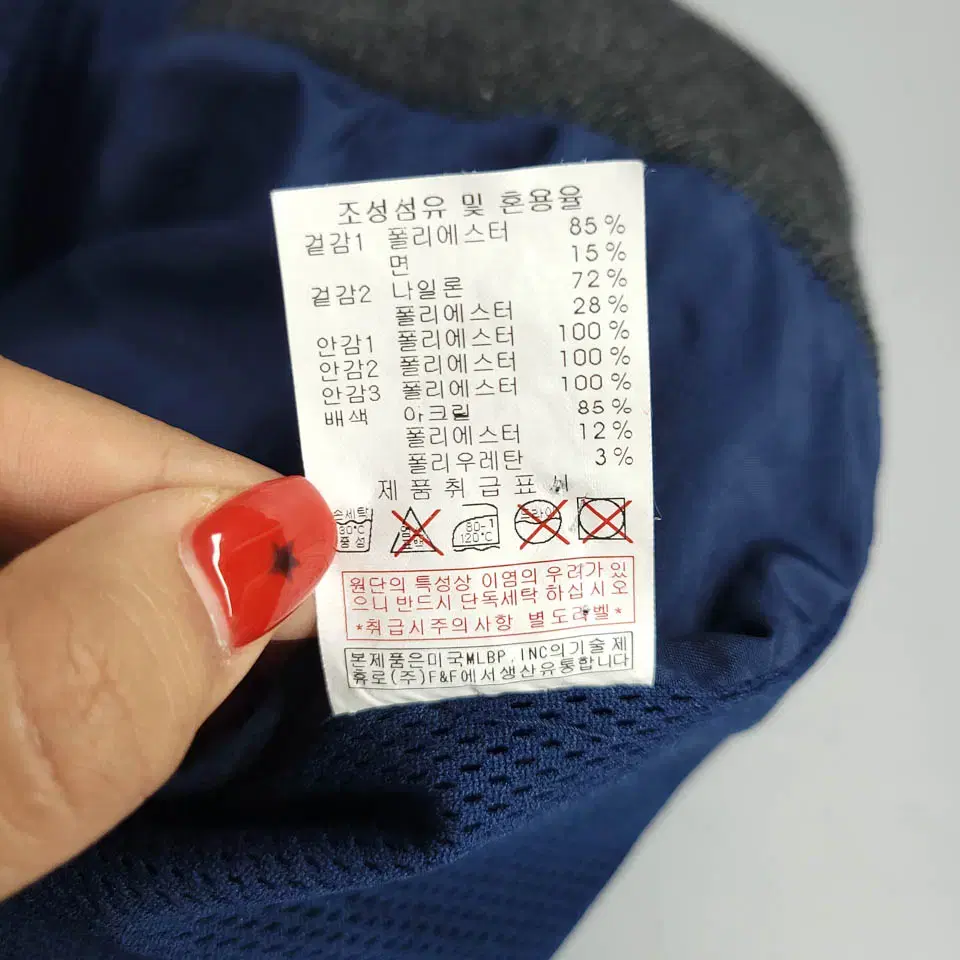 조성섬유 및 혼용율
겉감1 폴리에스터 85%
면 15%
겉감2 나일론 72%
폴리에스터 28%
안감1 폴리에스터 100%
안감2 폴리에스터 100%
안감3 폴리에스터 100%
배색 아크릴 85%
폴리에스터 12%
폴리우레탄 3%
제품취급표시
손세탁 30℃ 중성
80-120℃
드라이
원단의 특성상 이염의 우려가 있
으니 반드시 단독세탁 하십시오
*취급시주의사항 별도라벨*
본제품은미국MLBP, INC의기술 제
휴로(주)F&F에서생산유통합니다